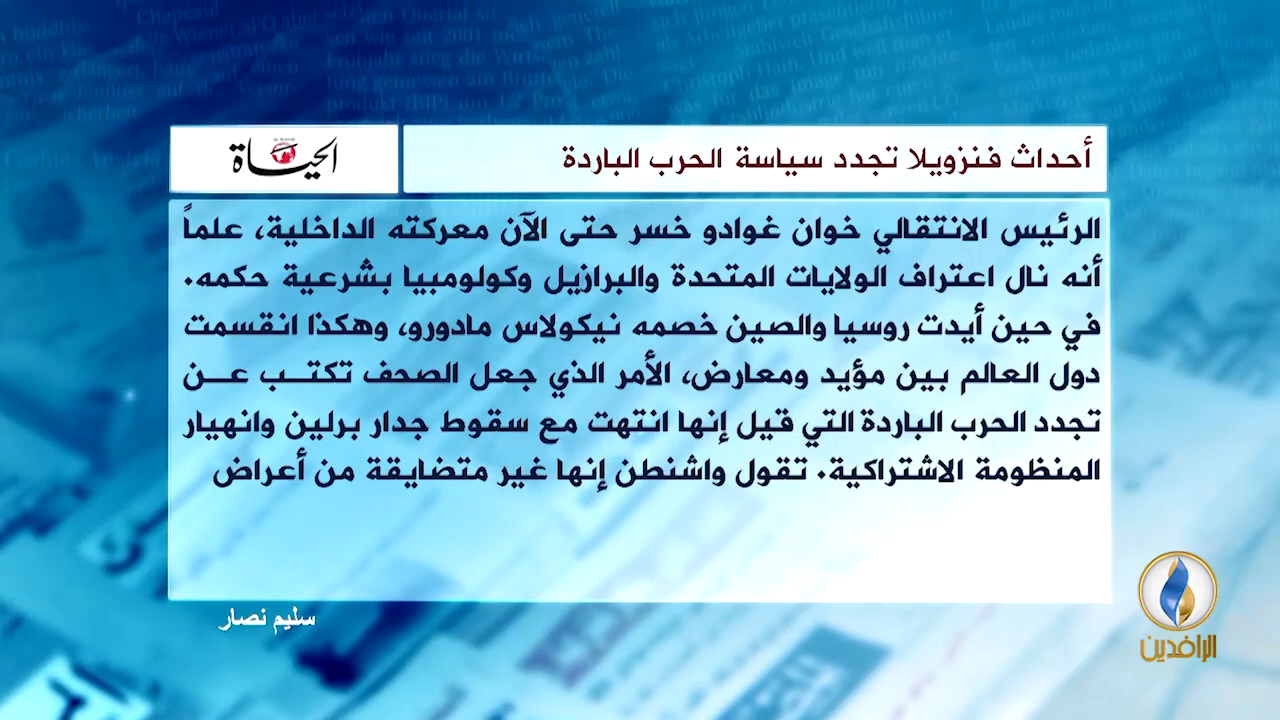 أحداث فنزويلا تجدد سياسة الحرب الباردة
الحياة
الرئيس الانتقالي خوان غوادو خسر حتى الآن معركته الداخلية، علماً
أنه نال اعتراف الولايات المتحدة والبرازيل وكولومبيا بشرعية حكمه.
في حين أيدت روسيا والصين خصمه نيكولاس مادورو، وهكذا انقسمت
دول العالم بين مؤيد ومعارض، الأمر الذي جعل الصحف تكتب عن
تجدد الحرب الباردة التي قيل إنها انتهت مع سقوط جدار برلين وانهيار
المنظومة الاشتراكية. تقول واشنطن إنها غير متضايقة من أعراض
سليم نصار
الرافدين